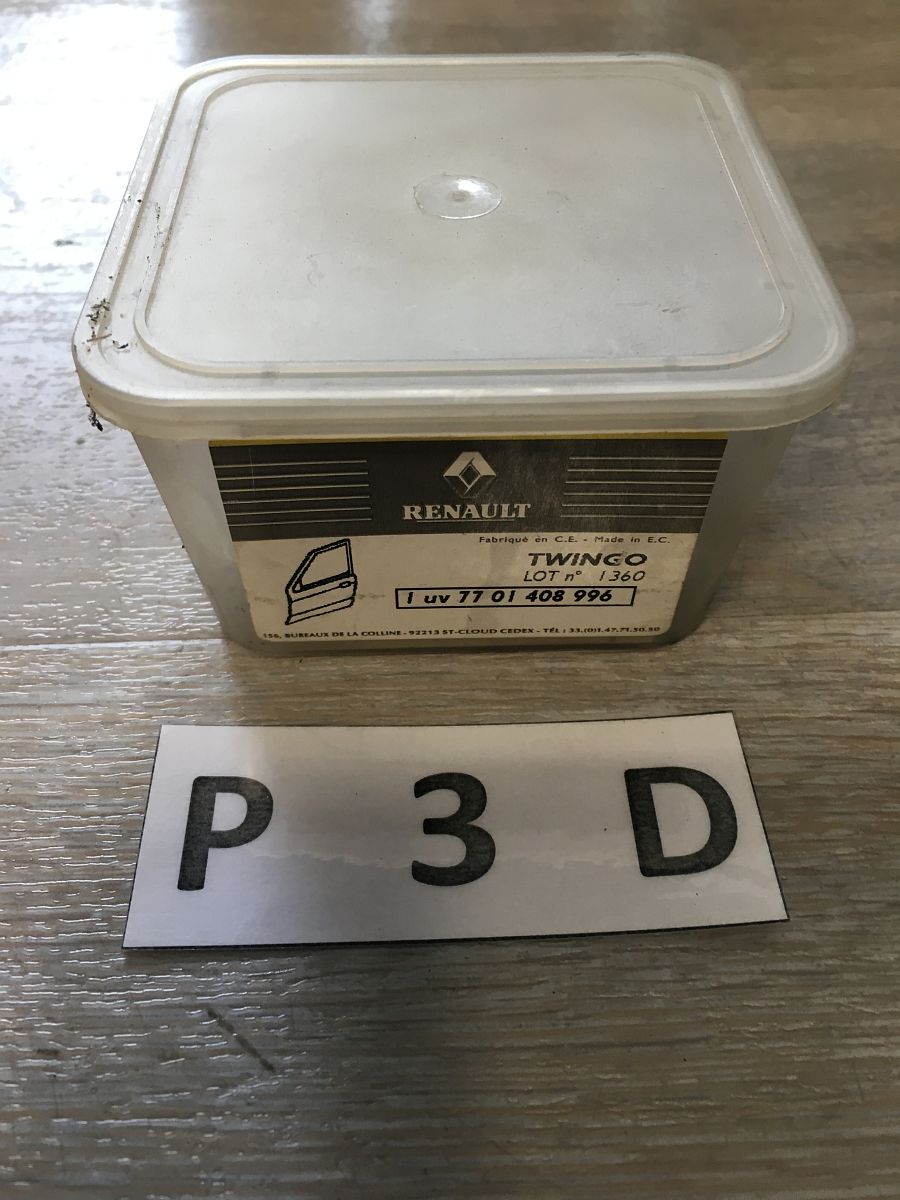 RENAULT
Fabriqué en C.E. - Made in E.C.
TWINGO
LOT n° 1360
1 uv 77 01 408 996
156, BUREAUX DE LA COLLINE - 92213 ST-CLOUD CEDEX - TÉL : 33.(0)1.47.71.50.50
P 3 D